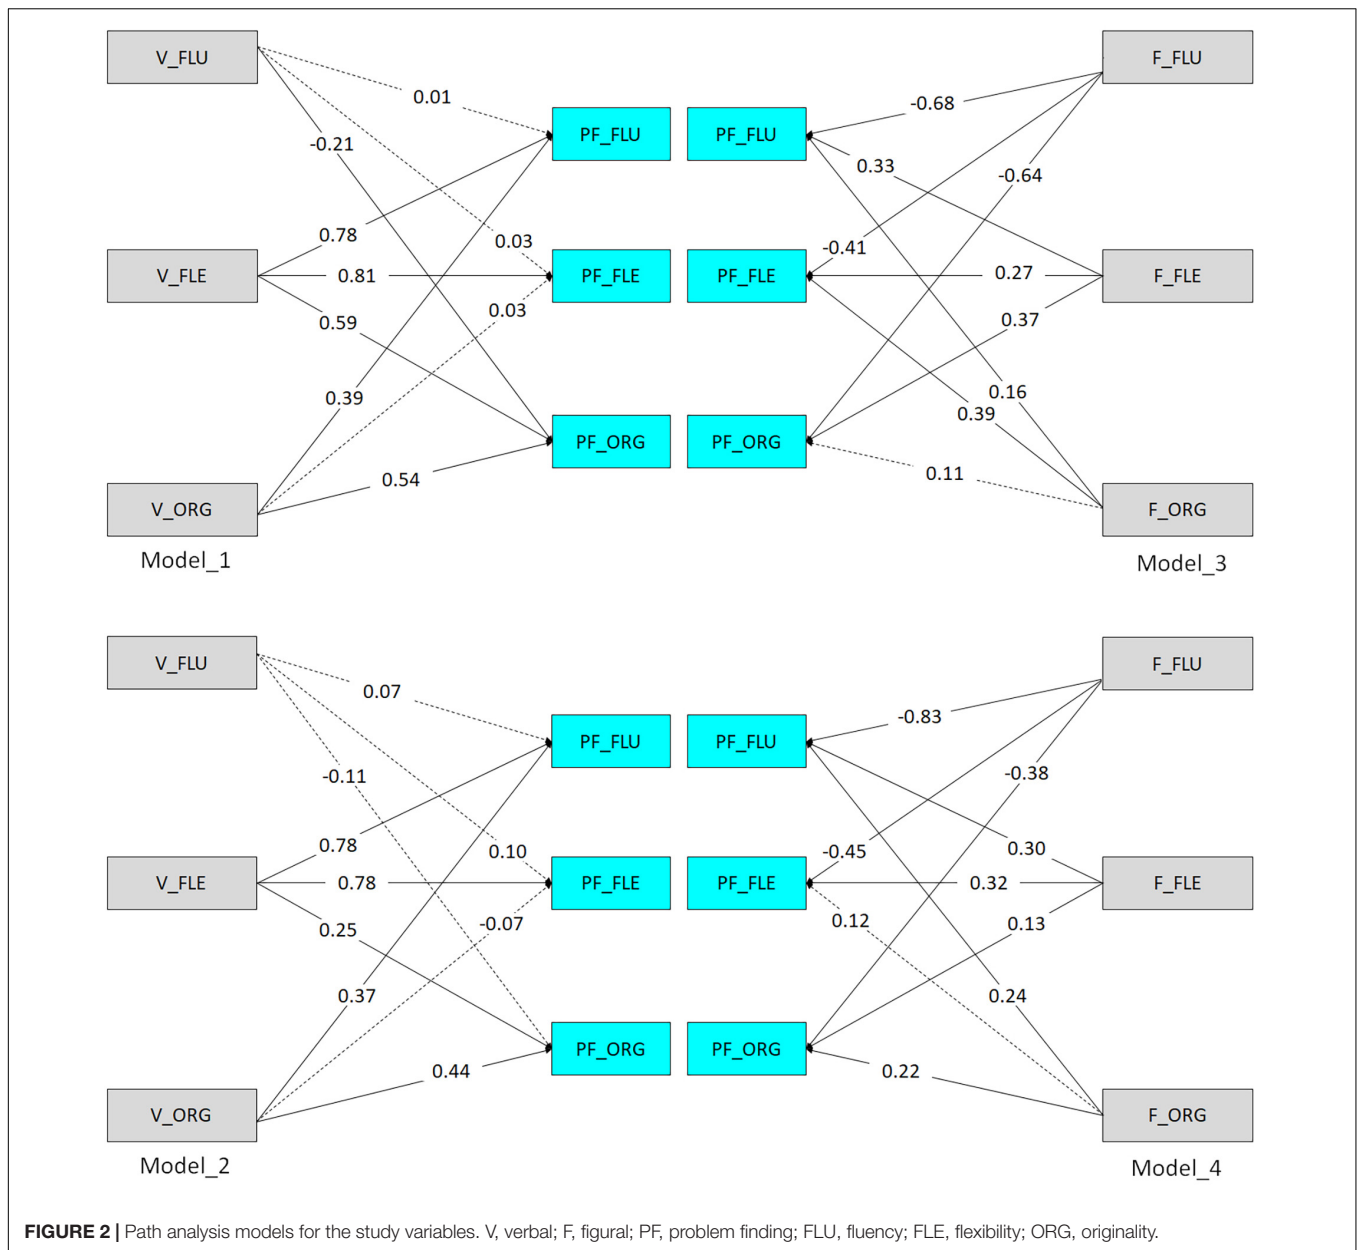 V_FLU
F_FLU
0.01
-0.68
PF_FLU
PF_FLU
-0.21
0.33
-0.64
0.78
0.03
-0.41
V_FLE
0.81
PF_FLE
PF_FLE
0.27
F_FLE
0.59
0.03
0.37
0.39
0.16
0.39
PF_ORG
PF_ORG
0.54
0.11
V_ORG
F_ORG
Model_1
Model_3
V_FLU
F_FLU
0.07
-0.83
PF_FLU
PF_FLU
-0.11
-0.38
0.78
0.10
-0.45
0.30
V_FLE
0.78
PF_FLE
PF_FLE
0.32
F_FLE
0.25
-0.07
0.12
0.13
0.37
0.24
PF_ORG
PF_ORG
0.44
0.22
V_ORG
F_ORG
Model_2
Model_4
FIGURE 2 | Path analysis models for the study variables. V, verbal; F, figural; PF, problem finding; FLU, fluency; FLE, flexibility; ORG, originality.